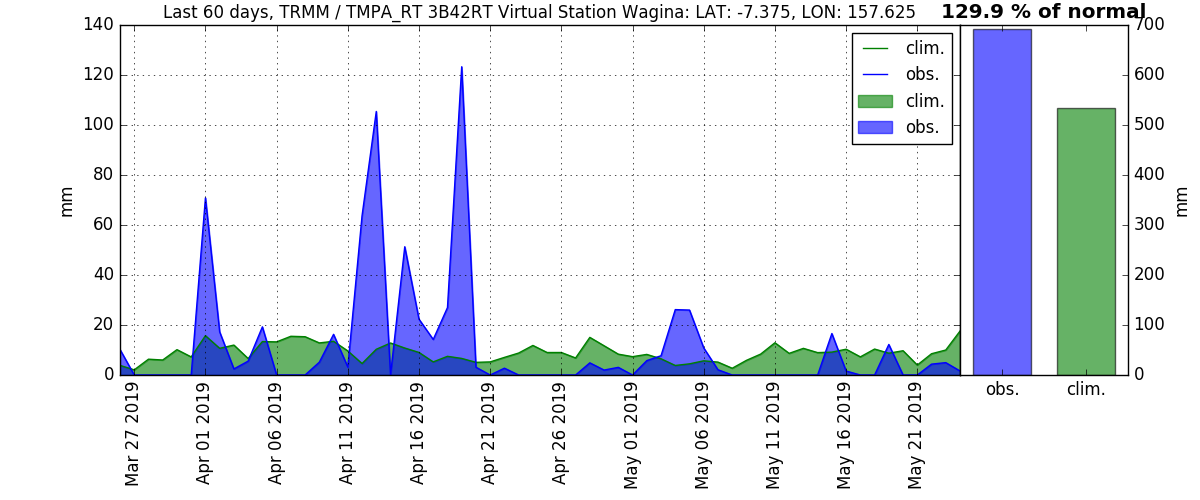 Last 60 days, TRMM / TMPA_RT 3B42RT Virtual Station Wagina: LAT: -7.375, LON: 157.625
129.9 % of normal
140
120
100
80
60
40
20
0
mm
clim.
obs.
clim.
obs.
700
600
500
400
300
200
100
0
mm
Mar 27 2019
Apr 01 2019
Apr 06 2019
Apr 11 2019
Apr 16 2019
Apr 21 2019
Apr 26 2019
May 01 2019
May 06 2019
May 11 2019
May 16 2019
May 21 2019
obs.
clim.